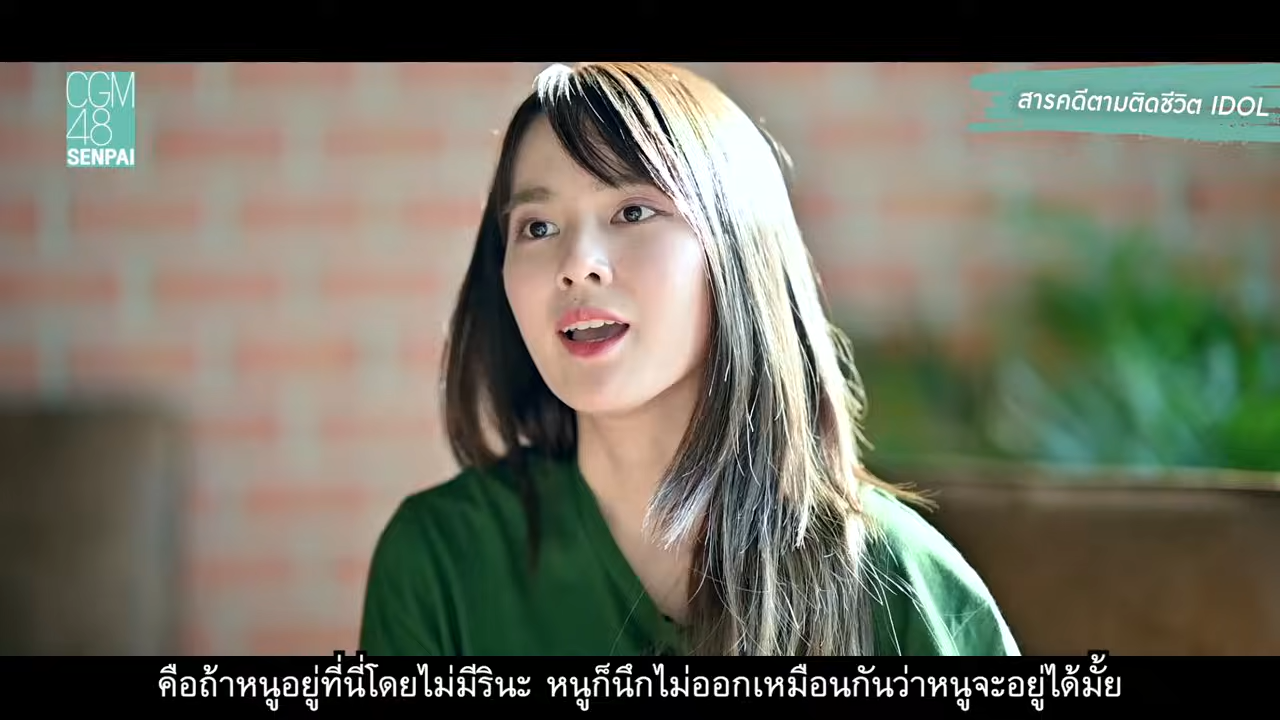 CGM
48
SENPAI
สารคดีตามติดชีวิต IDOL
คือถ้าหนูอยู่ที่นี่โดยไม่มีรินะ หนูก็นึกไม่ออกเหมือนกันว่าหนูจะอยู่ได้มั้ย